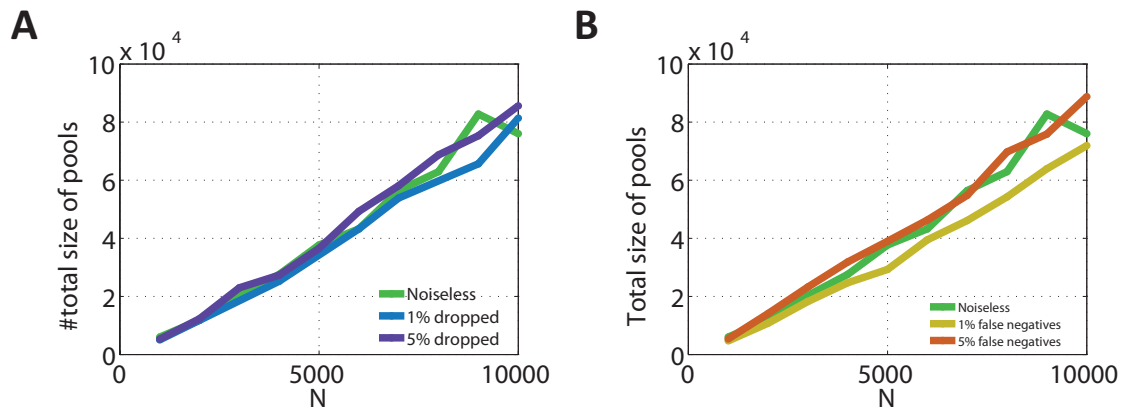 A
x 10 4
10
8
6
4
2
0
#total size of pools
0
5000
10000
N
Noiseless
1% dropped
5% dropped
B
x 10 4
10
8
6
4
2
0
Total size of pools
0
5000
10000
N
Noiseless
1% false negatives
5% false negatives